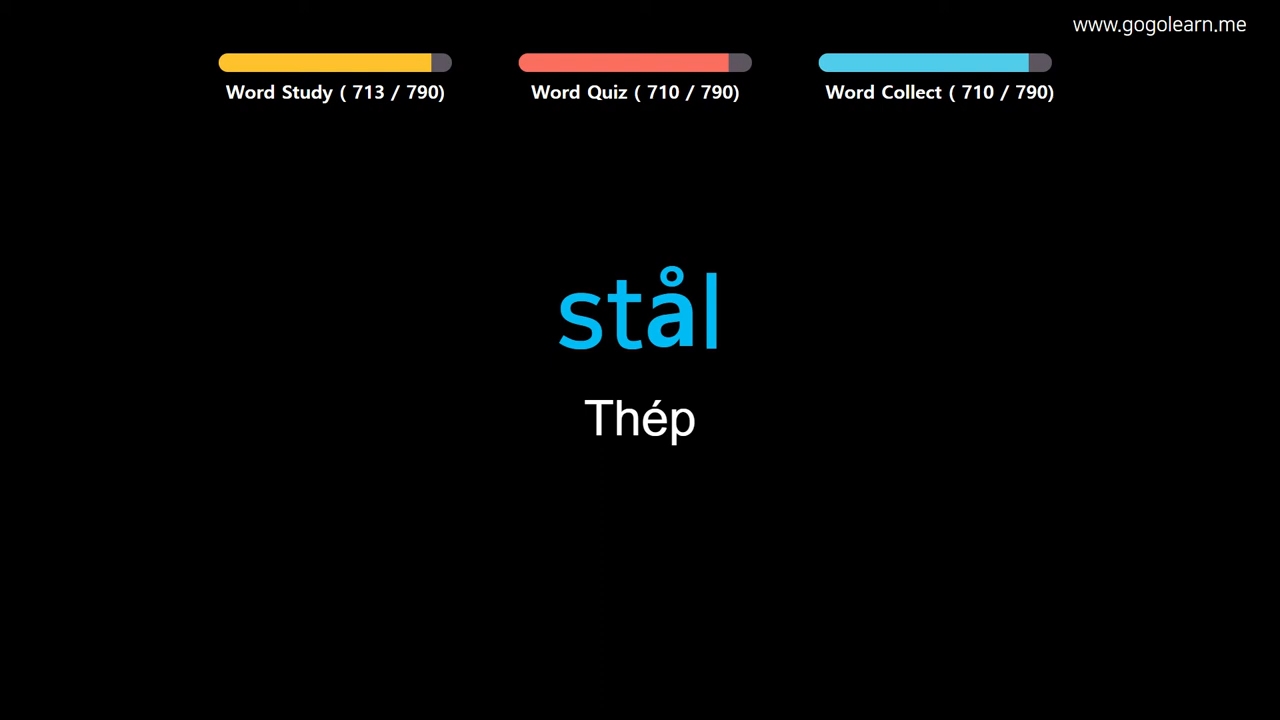 www.gogolearn.me
Word Study ( 713 / 790)
Word Quiz ( 710 / 790)
Word Collect ( 710 / 790)
stål
Thép